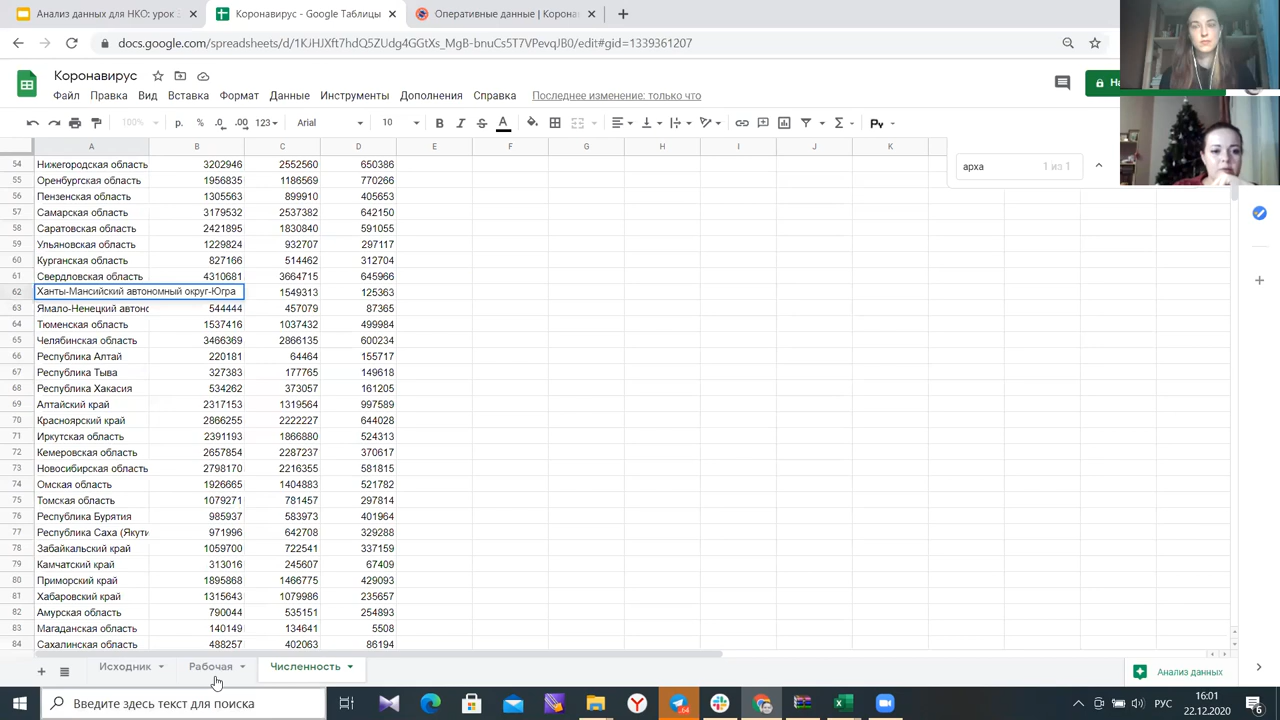 Анализ данных для НКО: урок
Коронавирус - Google Таблицы
Оперативные данные | Корона
docs.google.com/spreadsheets/d/1KJHJXft7hdQ5ZUdg4GGtXs_MgB-bnuCs5T7VPevqJB0/edit#gid=1339361207
Коронавирус
Файл Правка Вид Вставка Формат Данные Инструменты Дополнения Справка Последнее изменение: только что
100% р. % .0 .00 123 Arial 10 B I S A
A B C D E F G H I J K
арха 1 из 1
54 Нижегородская область 3202946 2552560 650386
55 Оренбургская область 1956835 1186569 770266
56 Пензенская область 1305563 899910 405653
57 Самарская область 3179532 2537382 642150
58 Саратовская область 2421895 1830840 591055
59 Ульяновская область 1229824 932707 297117
60 Курганская область 827166 514462 312704
61 Свердловская область 4310681 3664715 645966
62 Ханты-Мансийский автономный округ-Югра 1549313 125363
63 Ямало-Ненецкий автоно 544444 457079 87365
64 Тюменская область 1537416 1037432 499984
65 Челябинская область 3466369 2866135 600234
66 Республика Алтай 220181 64464 155717
67 Республика Тыва 327383 177765 149618
68 Республика Хакасия 534262 373057 161205
69 Алтайский край 2317153 1319564 997589
70 Красноярский край 2866255 2222227 644028
71 Иркутская область 2391193 1866880 524313
72 Кемеровская область 2657854 2287237 370617
73 Новосибирская область 2798170 2216355 581815
74 Омская область 1926665 1404883 521782
75 Томская область 1079271 781457 297814
76 Республика Бурятия 985937 583973 401964
77 Республика Саха (Якути 971996 642708 329288
78 Забайкальский край 1059700 722541 337159
79 Камчатский край 313016 245607 67409
80 Приморский край 1895868 1466775 429093
81 Хабаровский край 1315643 1079986 235657
82 Амурская область 790044 535151 254893
83 Магаданская область 140149 134641 5508
84 Сахалинская область 488257 402063 86194
Исходник Рабочая Численность
Анализ данных
Введите здесь текст для поиска
РУС
16:01
22.12.2020
6